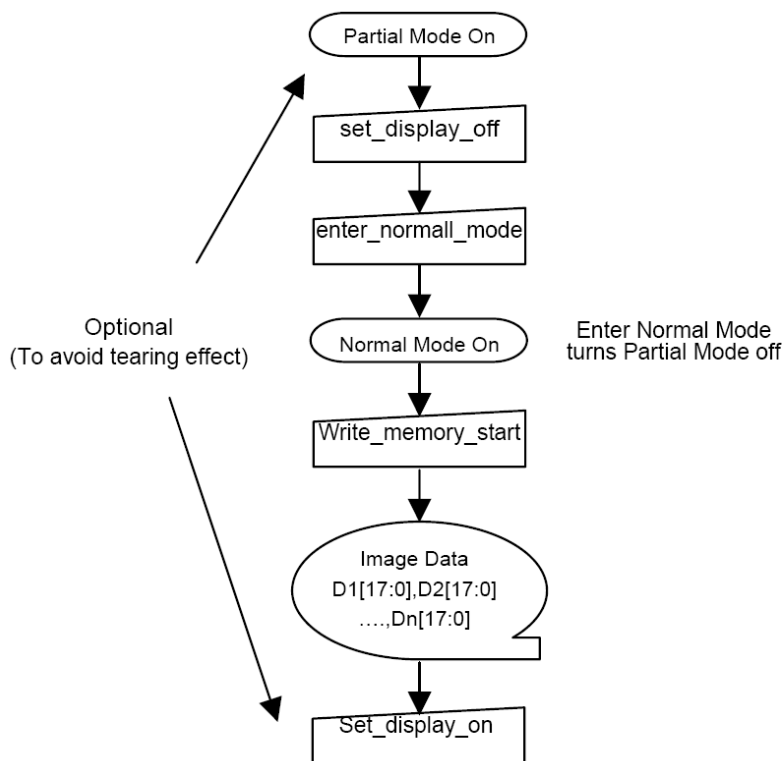 Partial Mode On
set_display_off
enter_normall_mode
Optional
(To avoid tearing effect)
Normal Mode On
Enter Normal Mode
turns Partial Mode off
Write_memory_start
Image Data
D1[17:0],D2[17:0]
....,Dn[17:0]
Set_display_on